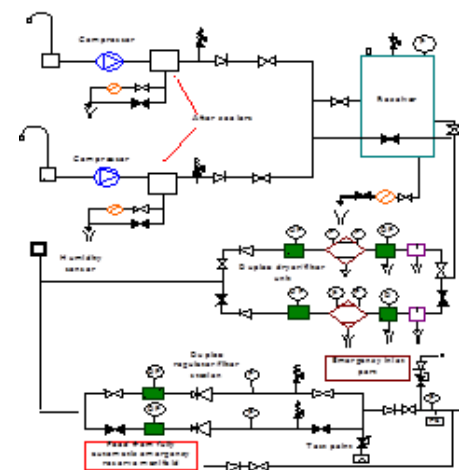 Compressor
Receiver
After coolers
Compressor
Humidity
sensor
Duplex dryer/filter
unit
Duplex
regulator/filter
station
Emergency inlet
port
Test point
Feed from fully
automatic emergency
reserve manifold